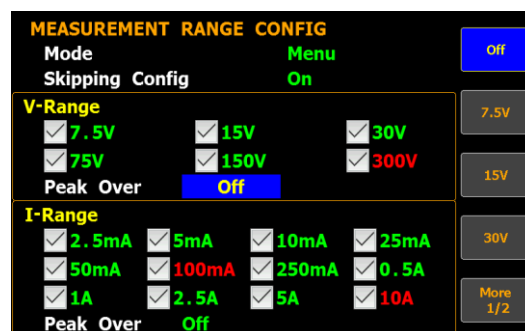 MEASUREMENT RANGE CONFIG
Mode Menu
Skipping Config On
V-Range
7.5V 15V 30V
75V 150V 300V
Peak Over Off
I-Range
2.5mA 5mA 10mA 25mA
50mA 100mA 250mA 0.5A
1A 2.5A 5A 10A
Peak Over Off
Off
7.5V
15V
30V
More
1/2